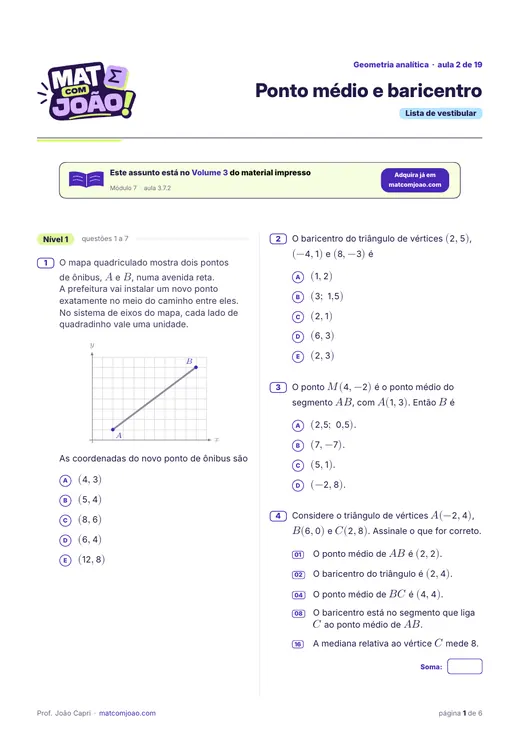 MAT Σ
COM
JOÃO!
Geometria analítica · aula 2 de 19
Ponto médio e baricentro
Lista de vestibular
Este assunto está no Volume 3 do material impresso
Módulo 7 · aula 3.7.2
Adquira já em
matcomjoao.com
Nível 1 questões 1 a 7
1 O mapa quadriculado mostra dois pontos
de ônibus, A e B, numa avenida reta.
A prefeitura vai instalar um novo ponto
exatamente no meio do caminho entre eles.
No sistema de eixos do mapa, cada lado de
quadradinho vale uma unidade.
y
B
A
x
As coordenadas do novo ponto de ônibus são
A (4, 3)
B (5, 4)
C (8, 6)
D (6, 4)
E (12, 8)
2 O baricentro do triângulo de vértices (2, 5),
(−4, 1) e (8, −3) é
A (1, 2)
B (3; 1,5)
C (2, 1)
D (6, 3)
E (2, 3)
3 O ponto M(4, −2) é o ponto médio do
segmento AB, com A(1, 3). Então B é
A (2,5; 0,5).
B (7, −7).
C (5, 1).
D (−2, 8).
4 Considere o triângulo de vértices A(−2, 4),
B(6, 0) e C(2, 8). Assinale o que for correto.
01 O ponto médio de AB é (2, 2).
02 O baricentro do triângulo é (2, 4).
04 O ponto médio de BC é (4, 4).
08 O baricentro está no segmento que liga
C ao ponto médio de AB.
16 A mediana relativa ao vértice C mede 8.
Soma:
Prof. João Capri · matcomjoao.com
página 1 de 6